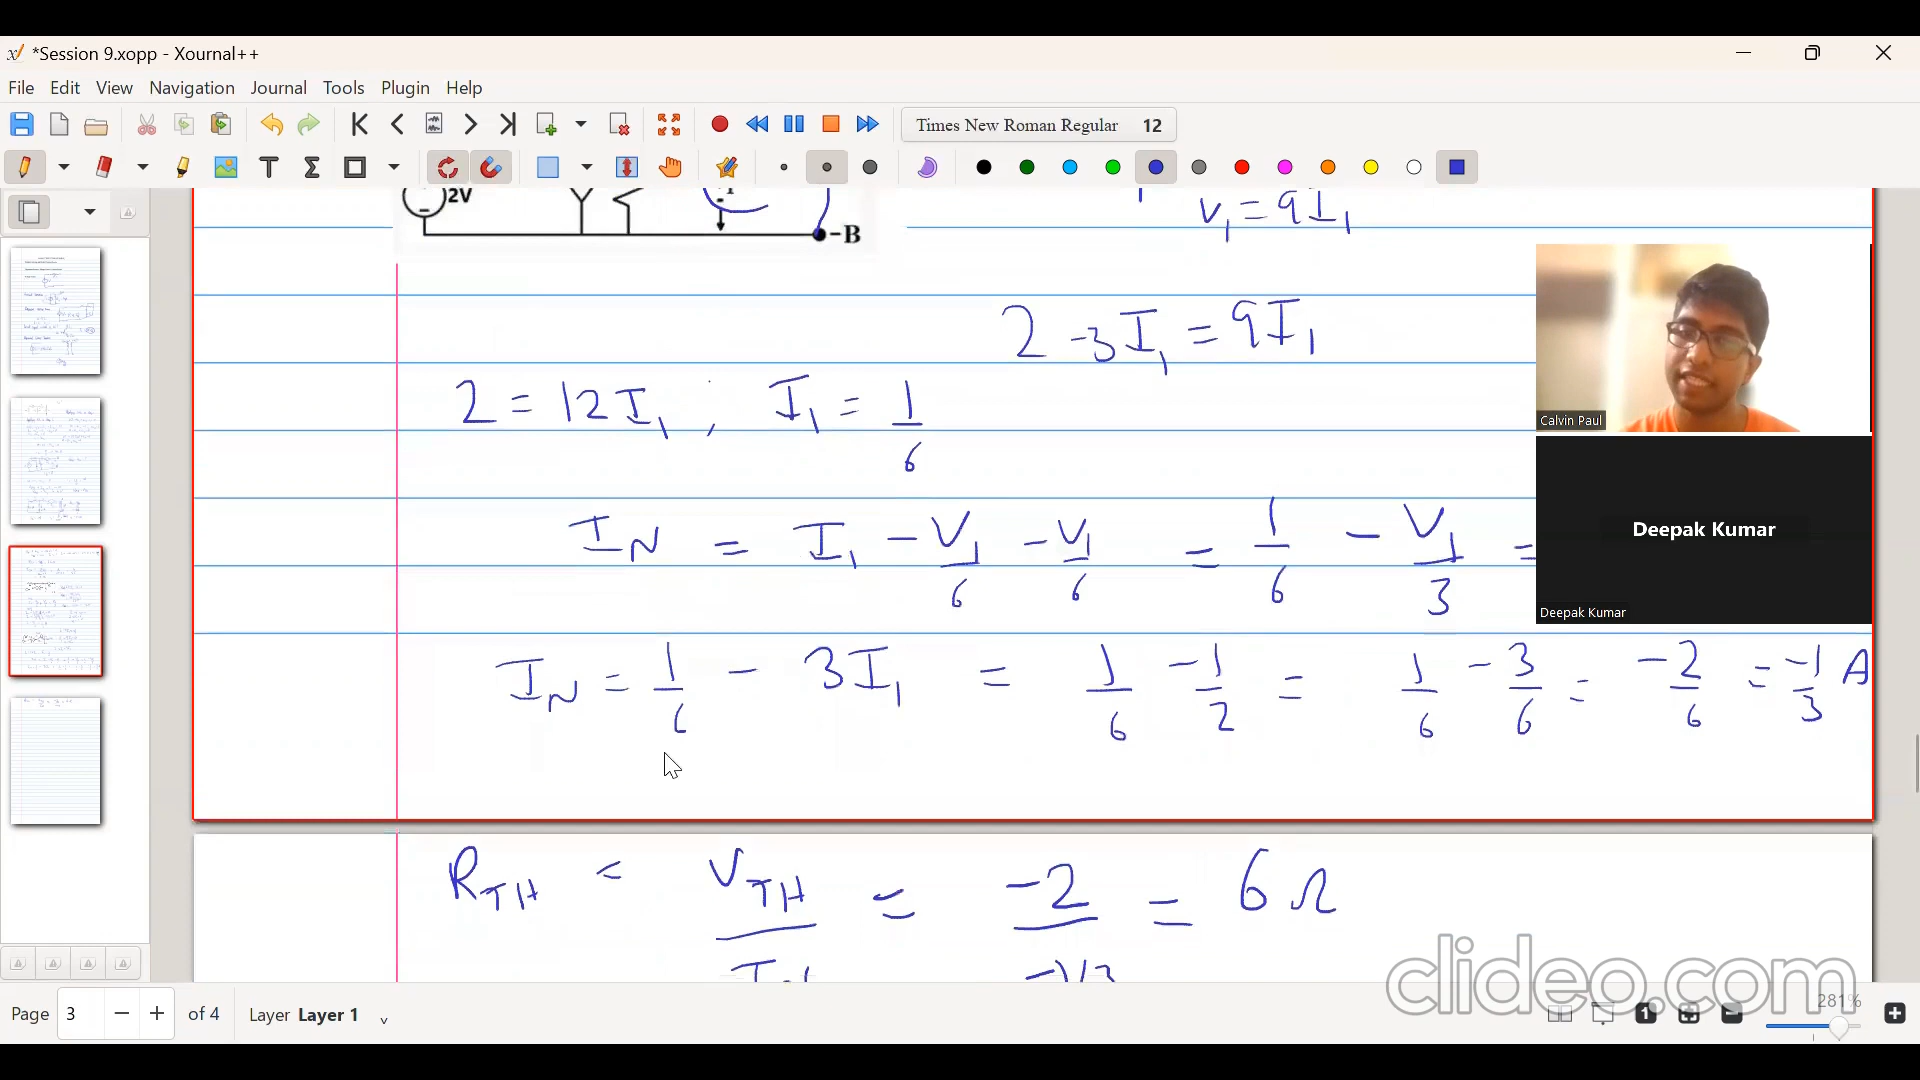 *Session 9.xopp - Xournal++
File Edit View Navigation Journal Tools Plugin Help
Times New Roman Regular 12
2V
-B
V₁ = 9I₁
2 -3I₁ = 9I₁
2 = 12I₁ ; I₁ = 1/6
I_N = I₁ - V₁/6 - V₁/6 = 1/6 - V₁/3 =
I_N = 1/6 - 3I₁ = 1/6 - 1/2 = 1/6 - 3/6 = -2/6 = -1/3 A
R_TH = V_TH = -2 = 6 Ω
-1/3
Calvin Paul
Deepak Kumar
Deepak Kumar
clideo.com
Page 3 of 4 Layer Layer 1
281%